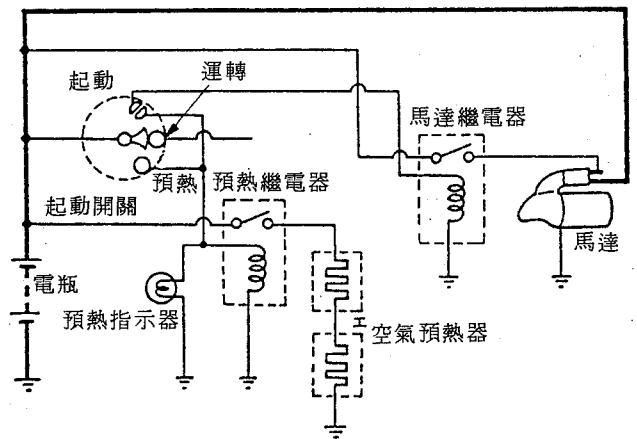 起動
運轉
馬達繼電器
預熱
預熱繼電器
起動開關
馬達
電瓶
預熱指示器
空氣預熱器